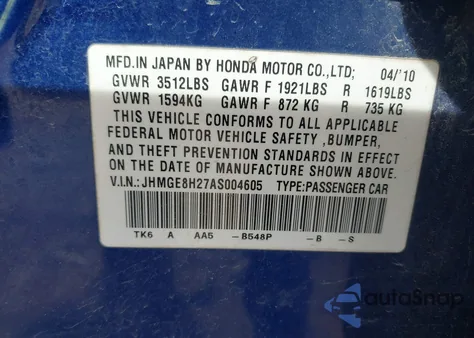 MFD.IN JAPAN BY HONDA MOTOR CO.,LTD; 04/'10
GVWR 3512LBS GAWR F 1921LBS R 1619LBS
GVWR 1594KG GAWR F 872 KG R 735 KG
THIS VEHICLE CONFORMS TO ALL APPLICABLE
FEDERAL MOTOR VEHICLE SAFETY ,BUMPER,
AND THEFT PREVENTION STANDARDS IN EFFECT
ON THE DATE OF MANUFACTURE SHOWN ABOVE.
V.I.N.: JHMGE8H27AS004605 TYPE:PASSENGER CAR
TK6 A AA5 -B548P -B -S
autoSnap